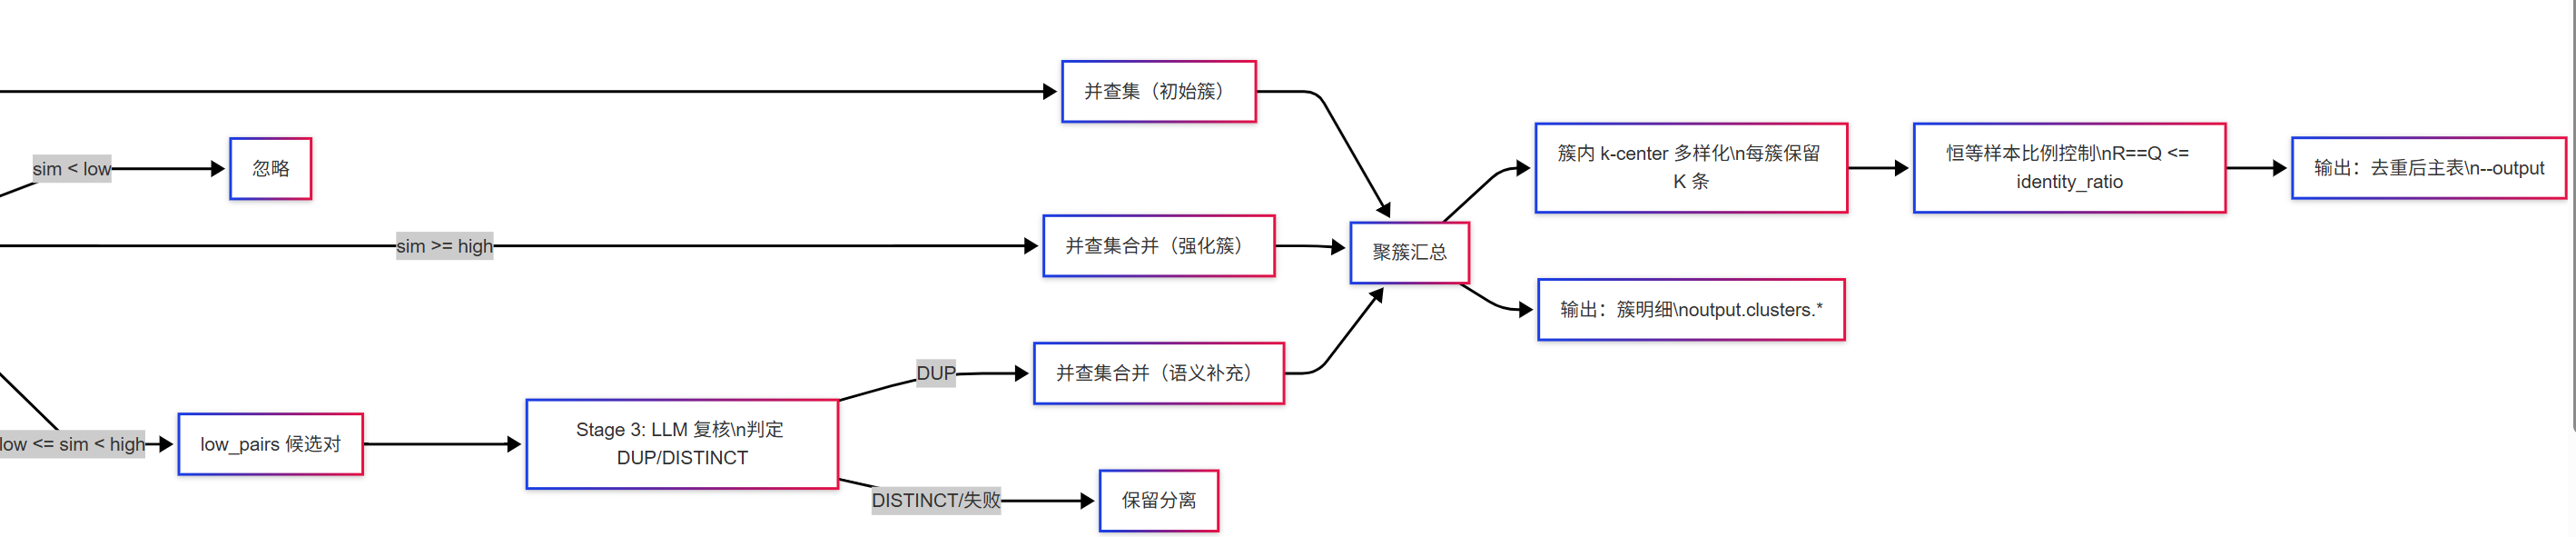 并查集（初始簇）
sim < low
忽略
sim >= high
并查集合并（强化簇）
聚簇汇总
簇内 k-center 多样化\n每簇保留
K 条
恒等样本比例控制\nR==Q <=
identity_ratio
输出：去重后主表\n--output
输出：簇明细\noutput.clusters.*
DUP
并查集合并（语义补充）
low <= sim < high
low_pairs 候选对
Stage 3: LLM 复核\n判定
DUP/DISTINCT
DISTINCT/失败
保留分离